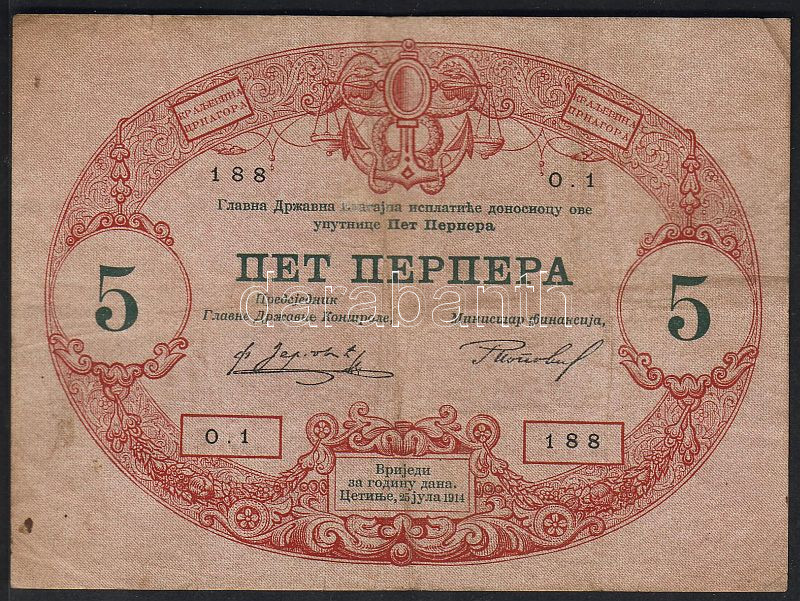 КРАЉЕВИНА
ЦРНАГОРА
КРАЉЕВИНА
ЦРНАГОРА
188
О.1
Главна Државна Благајна исплатиће доносиоцу ове
упутнице Пет Перпера
5
ПЕТ ПЕРПЕРА
5
Предсједник
Главне Државне Контроле,
Министар Финансија,
darabanth
О.1
188
Вриједи
за годину дана.
Цетиње, 25 јула 1914